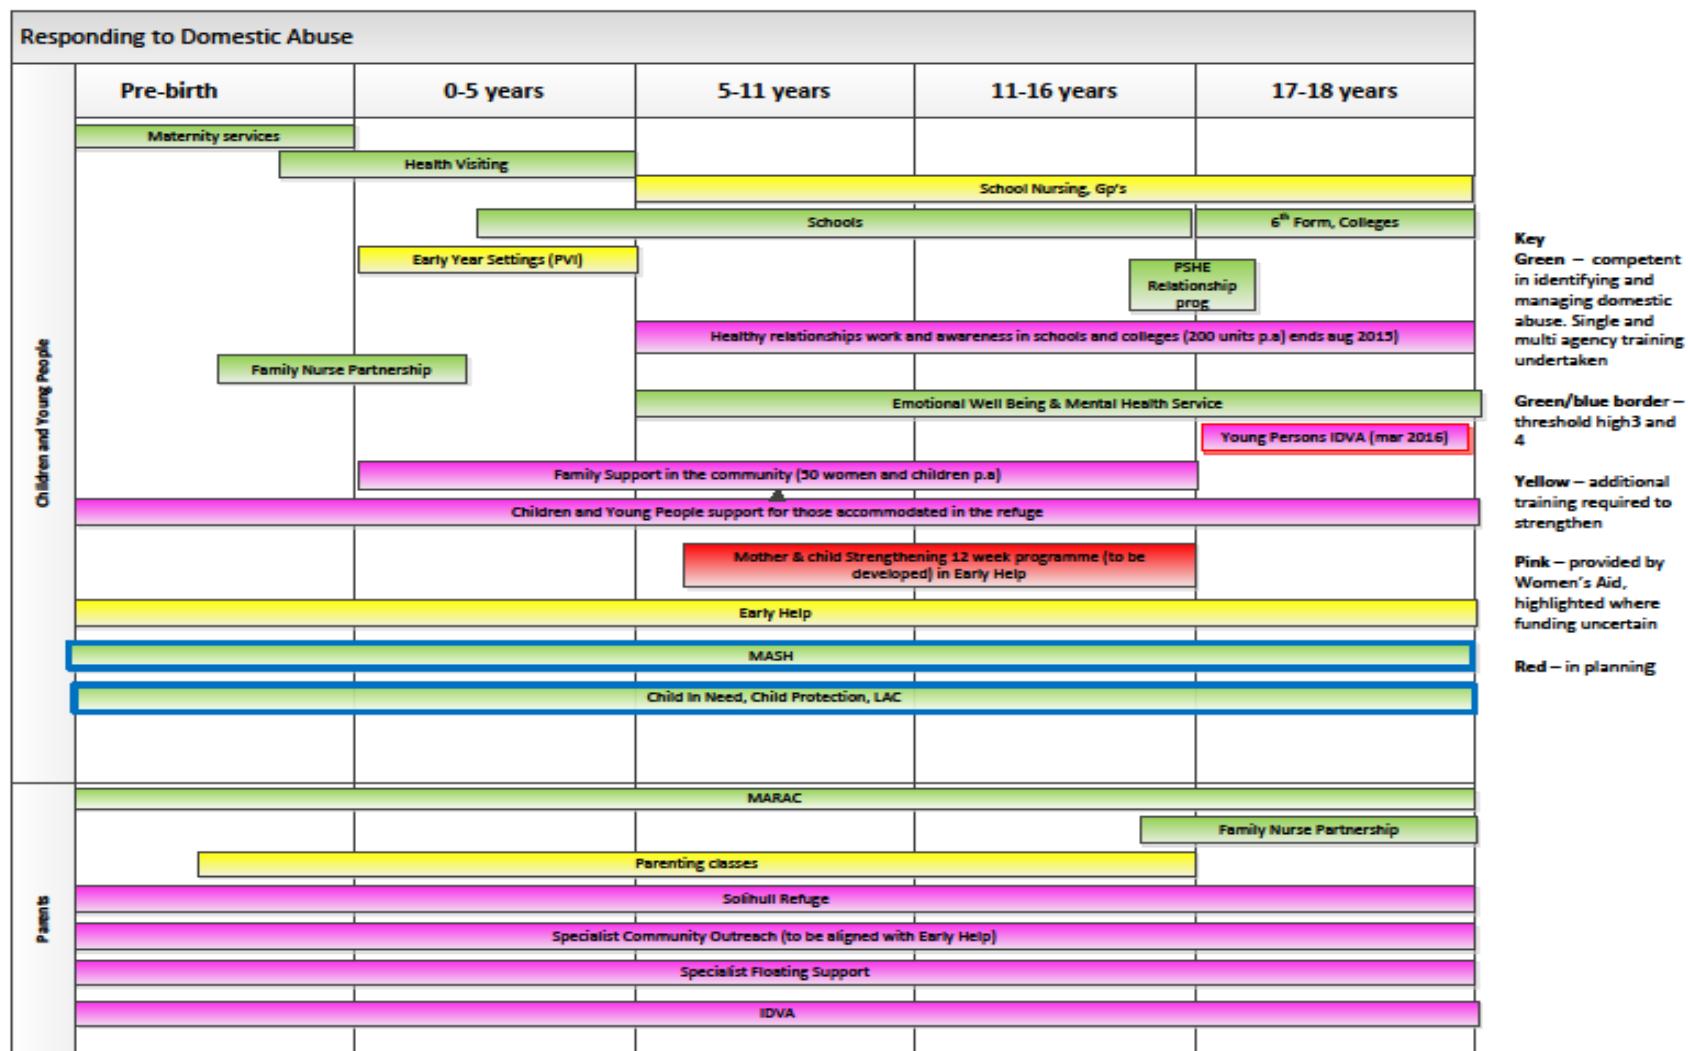 Responding to Domestic Abuse
Pre-birth
0-5 years
5-11 years
11-16 years
17-18 years
Children and Young People
Maternity services
Health Visiting
School Nursing, Gp's
Schools
6th Form, Colleges
Early Year Settings (PVI)
PSHE
Relationship
prog
Healthy relationships work and awareness in schools and colleges (200 units p.a) ends aug 2015)
Family Nurse Partnership
Emotional Well Being & Mental Health Service
Young Persons IDVA (mar 2016)
Family Support in the community (50 women and children p.a)
Children and Young People support for those accommodated in the refuge
Mother & child Strengthening 12 week programme (to be
developed) in Early Help
Early Help
MASH
Child In Need, Child Protection, LAC
Parents
MARAC
Family Nurse Partnership
Parenting classes
Solihull Refuge
Specialist Community Outreach (to be aligned with Early Help)
Specialist Floating Support
IDVA
Key
Green – competent
in identifying and
managing domestic
abuse. Single and
multi agency training
undertaken
Green/blue border –
threshold high3 and
4
Yellow – additional
training required to
strengthen
Pink – provided by
Women's Aid,
highlighted where
funding uncertain
Red – in planning